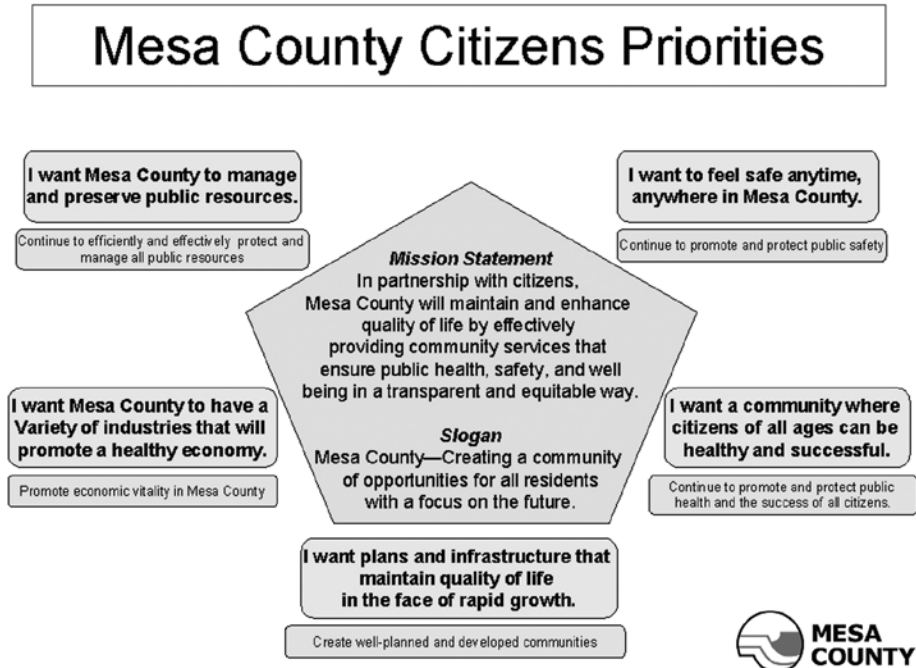 Mesa County Citizens Priorities
I want Mesa County to manage
and preserve public resources.
Continue to efficiently and effectively protect and
manage all public resources
I want to feel safe anytime,
anywhere in Mesa County.
Continue to promote and protect public safety
Mission Statement
In partnership with citizens,
Mesa County will maintain and enhance
quality of life by effectively
providing community services that
ensure public health, safety, and well
being in a transparent and equitable way.
Slogan
Mesa County—Creating a community
of opportunities for all residents
with a focus on the future.
I want Mesa County to have a
Variety of industries that will
promote a healthy economy.
Promote economic vitality in Mesa County
I want a community where
citizens of all ages can be
healthy and successful.
Continue to promote and protect public
health and the success of all citizens.
I want plans and infrastructure that
maintain quality of life
in the face of rapid growth.
Create well-planned and developed communities
MESA
COUNTY